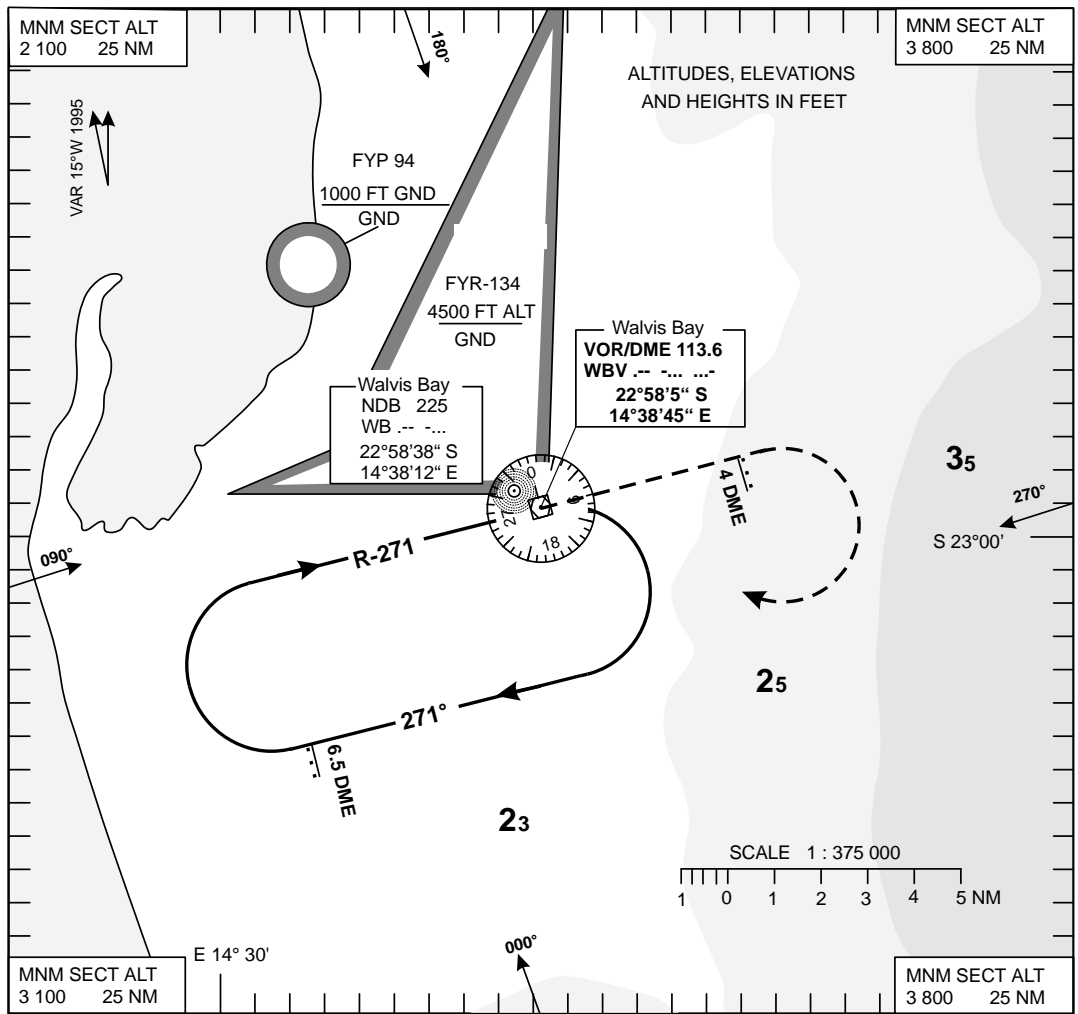 MNM SECT ALT
2 100 25 NM
180°
MNM SECT ALT
3 800 25 NM
ALTITUDES, ELEVATIONS
AND HEIGHTS IN FEET
VAR 15°W 1995
FYP 94
1000 FT GND
GND
FYR-134
4500 FT ALT
GND
Walvis Bay
VOR/DME 113.6
WBV .-- -... ...-
22°58'5“ S
14°38'45“ E
Walvis Bay
NDB 225
WB .-- -...
22°58'38“ S
14°38'12“ E
35
4 DME
270°
S 23°00'
0
9
18
27
090°
R-271
25
271°
6.5 DME
23
SCALE 1 : 375 000
1 0 1 2 3 4 5 NM
E 14° 30'
000°
MNM SECT ALT
3 100 25 NM
MNM SECT ALT
3 800 25 NM